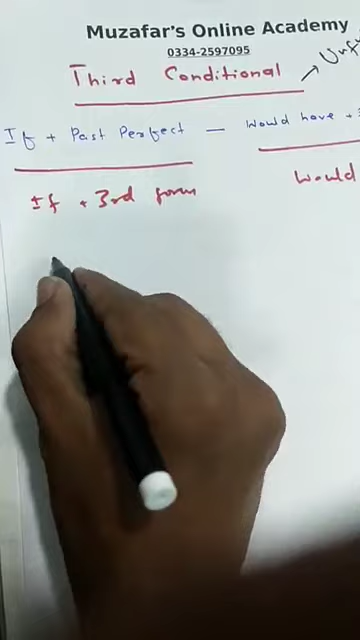 Muzafar's Online Academy
0334-2597095
Third Conditional
If + Past Perfect — Would have +
If + 3rd form Would